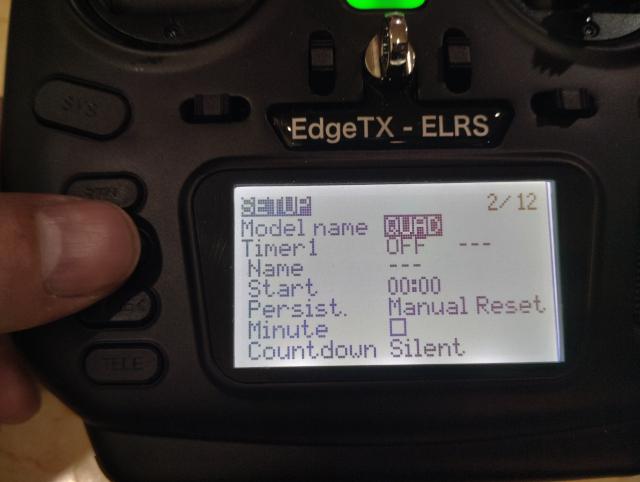 SYS
EdgeTX - ELRS
SETUP 2/12
Model name QUAD
Timer1 OFF ---
Name ---
Start 00:00
Persist. Manual Reset
Minute
Countdown Silent
TELE